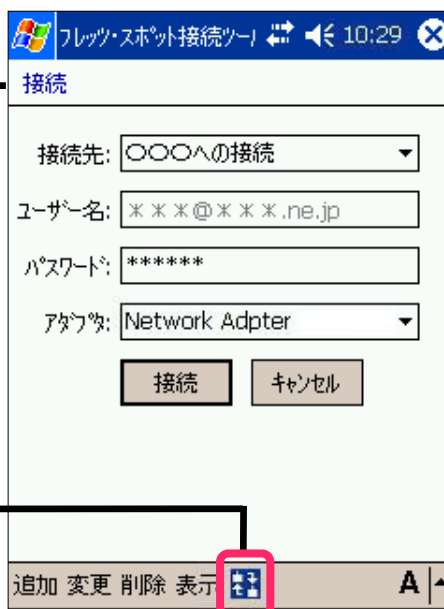 ﾌﾚｯﾂ・ｽﾎﾟｯﾄ接続ﾂｰﾙ 10:29
接続
接続先: ○○○への接続
ﾕｰｻﾞｰ名: ＊＊＊@＊＊＊.ne.jp
ﾊﾟｽﾜｰﾄﾞ: ******
ｱﾀﾞﾌﾟﾀ: Network Adpter
接続 ｷｬﾝｾﾙ
追加 変更 削除 表示 A